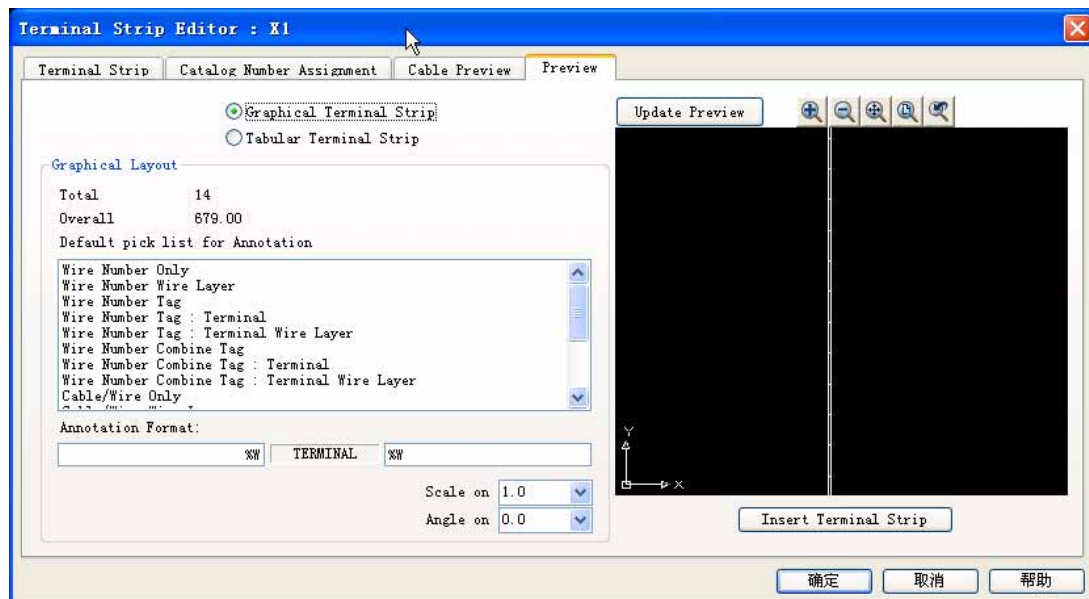 Terminal Strip Editor : X1
Terminal Strip
Catalog Number Assignment
Cable Preview
Preview
Graphical Terminal Strip
Tabular Terminal Strip
Update Preview
Graphical Layout
Total 14
Overall 679.00
Default pick list for Annotation
Wire Number Only
Wire Number Wire Layer
Wire Number Tag
Wire Number Tag : Terminal
Wire Number Tag : Terminal Wire Layer
Wire Number Combine Tag
Wire Number Combine Tag : Terminal
Wire Number Combine Tag : Terminal Wire Layer
Cable/Wire Only
Annotation Format:
%W TERMINAL %W
Scale on 1.0
Angle on 0.0
Y
X
Insert Terminal Strip
确定 取消 帮助